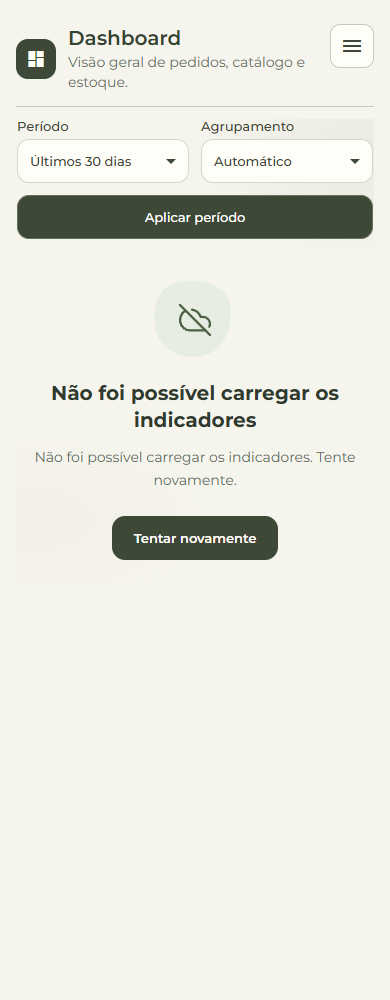 Dashboard
Visão geral de pedidos, catálogo e
estoque.
Período
Agrupamento
Últimos 30 dias
Automático
Aplicar período
Não foi possível carregar os
indicadores
Não foi possível carregar os indicadores. Tente
novamente.
Tentar novamente